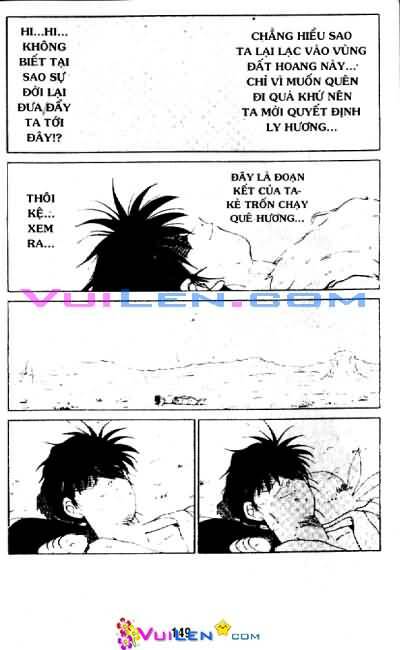 HI...HI...
KHÔNG
BIẾT TẠI
SAO SỰ
ĐỜI LẠI
ĐƯA ĐẨY
TA TỚI
ĐÂY!?
CHẲNG HIỂU SAO
TA LẠI LẠC VÀO VÙNG
ĐẤT HOANG NÀY...
CHỈ VÌ MUỐN QUÊN
ĐI QUÁ KHỨ NÊN
TA MỚI QUYẾT ĐỊNH
LY HƯƠNG...
THÔI
KỆ...
XEM
RA...
ĐÂY LÀ ĐOẠN
KẾT CỦA TA-
KẺ TRỐN CHẠY
QUÊ HƯƠNG...
VUILEN.COM
149
VUILEN.COM